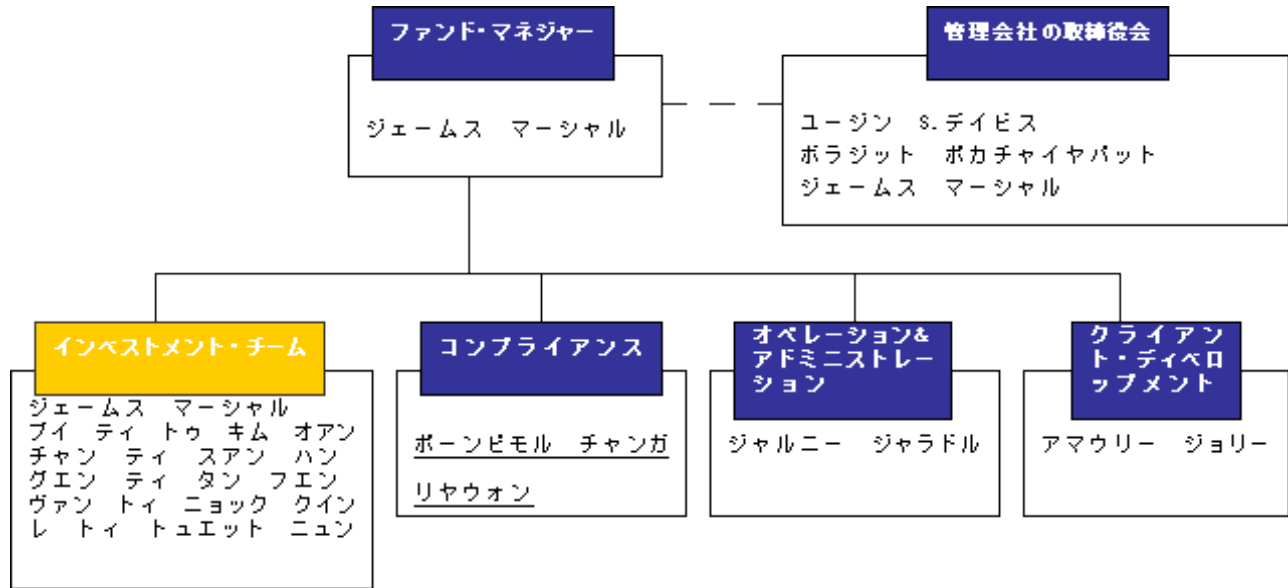 ファンド・マネジャー
管理会社の取締役会
ジェームス マーシャル
ユージン S.デイビス
ボラジット ポカチャイヤパット
ジェームス マーシャル
インベストメント・チーム
コンプライアンス
オペレーション&
アドミニストレー
ション
クライアン
ト・ディベロ
ップメント
ジェームス マーシャル
ブイ ティ トゥ キム オアン
チャン ティ スアン ハン
グエン ティ タン フエン
ヴァン トィ ニョック クイン
レ トィ トュエット ニュン
ポーンピモル チャンガ
リヤウォン
ジャルニー ジャラドル
アマウリー ジョリー